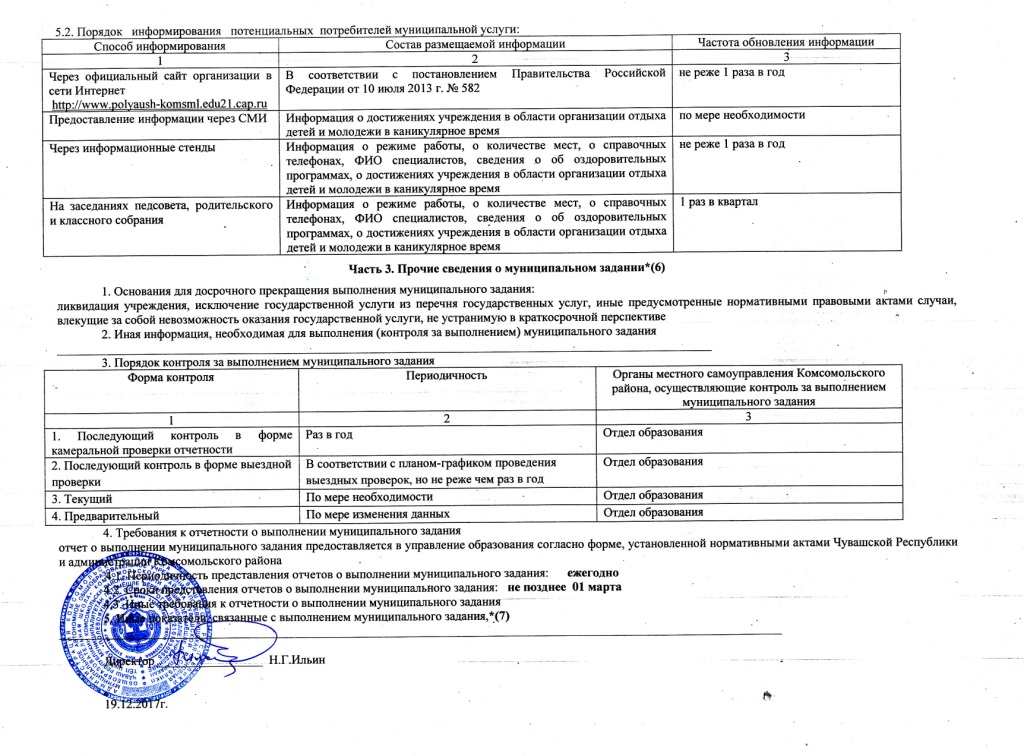 5.2. Порядок информирования потенциальных потребителей муниципальной услуги:
Способ информирования
Состав размещаемой информации
Частота обновления информации
1
2
3
Через официальный сайт организации в
сети Интернет
http://www.polyaush-komsml.edu21.cap.ru
В соответствии с постановлением Правительства Российской
Федерации от 10 июля 2013 г. № 582
не реже 1 раза в год
Предоставление информации через СМИ
Информация о достижениях учреждения в области организации отдыха
детей и молодежи в каникулярное время
по мере необходимости
Через информационные стенды
Информация о режиме работы, о количестве мест, о справочных
телефонах, ФИО специалистов, сведения о об оздоровительных
программах, о достижениях учреждения в области организации отдыха
детей и молодежи в каникулярное время
не реже 1 раза в год
На заседаниях педсовета, родительского
и классного собрания
Информация о режиме работы, о количестве мест, о справочных
телефонах, ФИО специалистов, сведения о об оздоровительных
программах, о достижениях учреждения в области организации отдыха
детей и молодежи в каникулярное время
1 раз в квартал
Часть 3. Прочие сведения о муниципальном задании*(6)
1. Основания для досрочного прекращения выполнения муниципального задания:
ликвидация учреждения, исключение государственной услуги из перечня государственных услуг, иные предусмотренные нормативными правовыми актами случаи,
влекущие за собой невозможность оказания государственной услуги, не устранимую в краткосрочной перспективе
2. Иная информация, необходимая для выполнения (контроля за выполнением) муниципального задания
3. Порядок контроля за выполнением муниципального задания
Форма контроля
Периодичность
Органы местного самоуправления Комсомольского
района, осуществляющие контроль за выполнением
муниципального задания
1
2
3
1. Последующий контроль в форме
камеральной проверки отчетности
Раз в год
Отдел образования
2. Последующий контроль в форме выездной
проверки
В соответствии с планом-графиком проведения
выездных проверок, но не реже чем раз в год
Отдел образования
3. Текущий
По мере необходимости
Отдел образования
4. Предварительный
По мере изменения данных
Отдел образования
4. Требования к отчетности о выполнении муниципального задания
отчет о выполнении муниципального задания предоставляется в управление образования согласно форме, установленной нормативными актами Чувашской Республики
и администрации Комсомольского района
4.1. Периодичность представления отчетов о выполнении муниципального задания: ежегодно
4.2. Сроки представления отчетов о выполнении муниципального задания: не позднее 01 марта
4.3. Иные требования к отчетности о выполнении муниципального задания
5. Иные показатели, связанные с выполнением муниципального задания,*(7)
Директор Н.Г.Ильин
19.12.2017г.